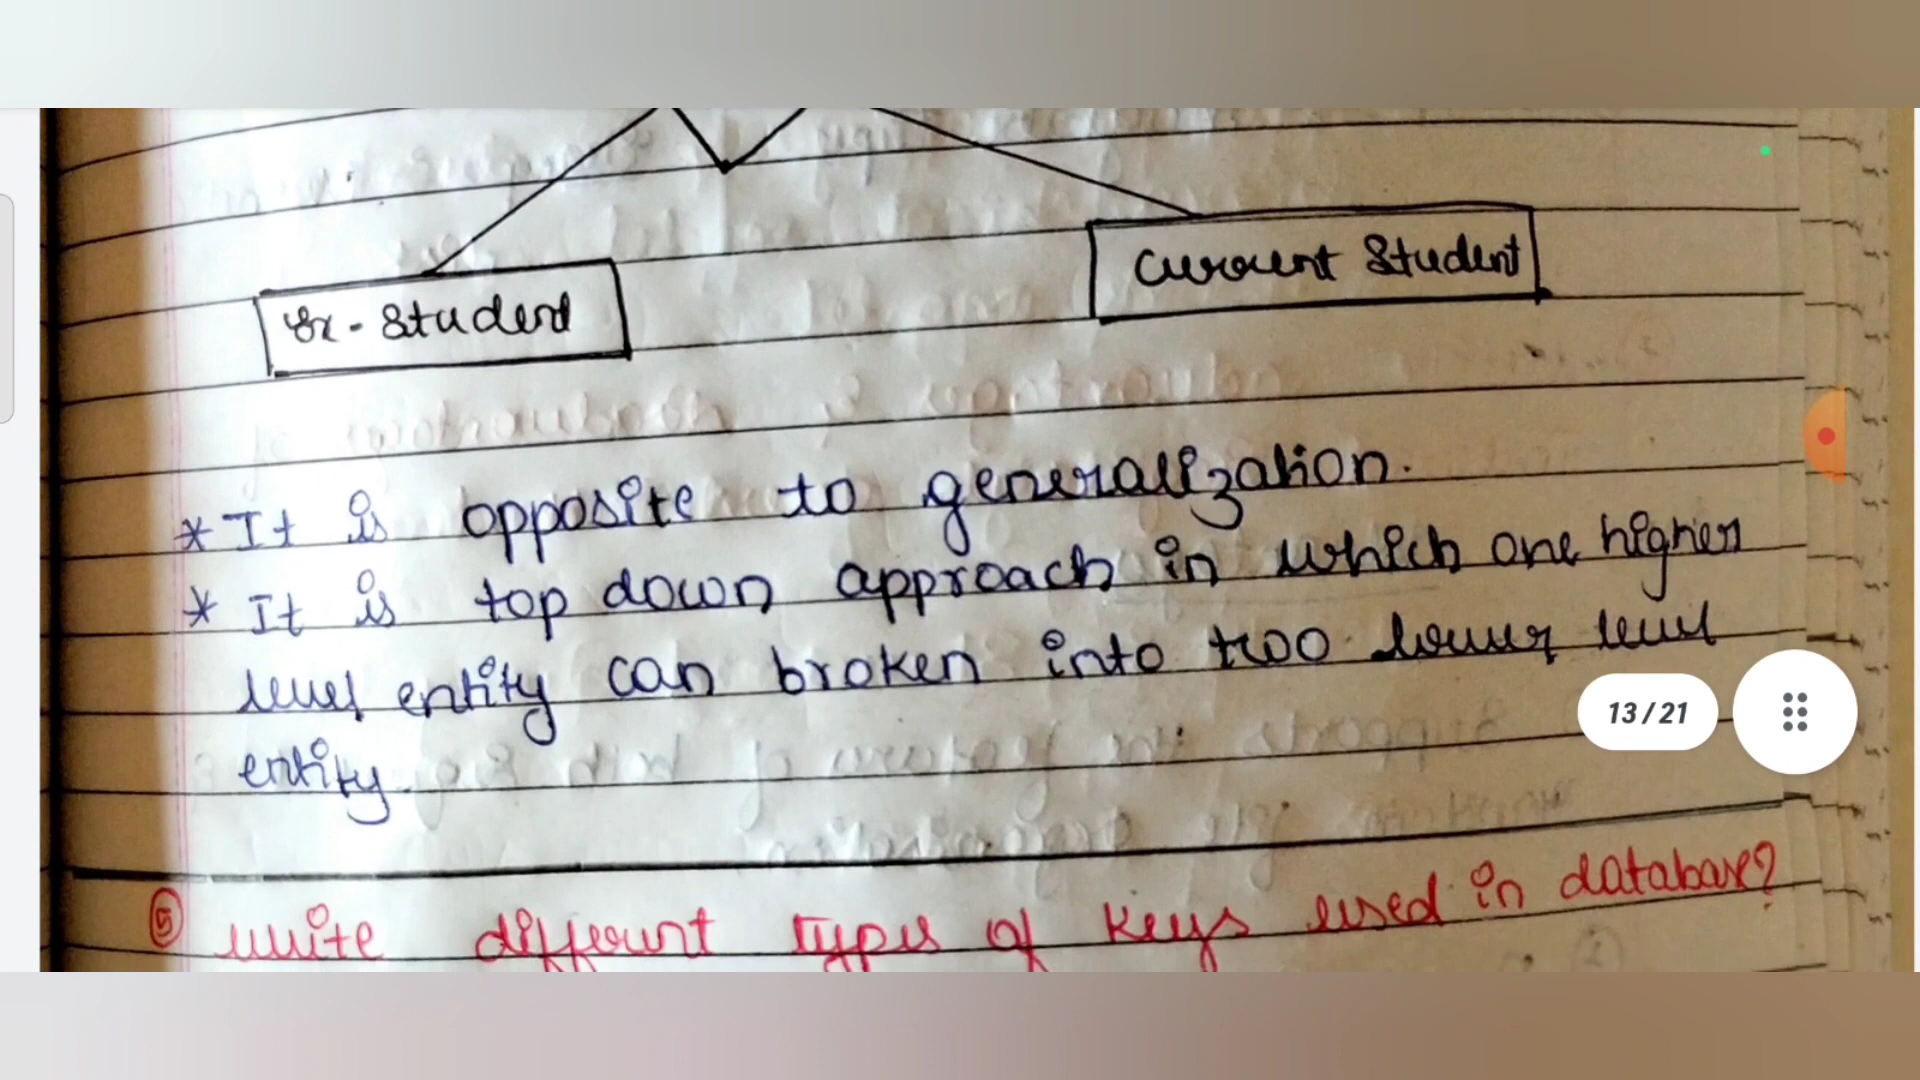 Current Student
Ex-Student
* It is opposite to generalization.
* It is top down approach in which one higher
level entity can broken into two lower level
entity.
13/21
5 write different types of keys used in database?